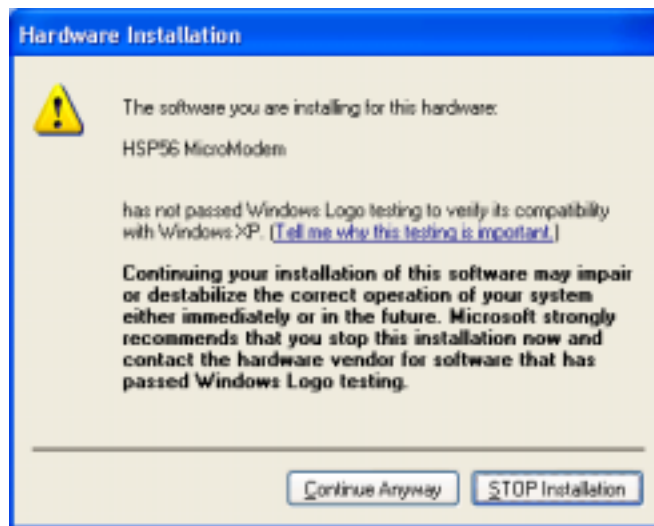 Hardware Installation
The software you are installing for this hardware:
HSP56 MicroModem
has not passed Windows Logo testing to verify its compatibility
with Windows XP. (Tell me why this testing is important.)
Continuing your installation of this software may impair
or destabilize the correct operation of your system
either immediately or in the future. Microsoft strongly
recommends that you stop this installation now and
contact the hardware vendor for software that has
passed Windows Logo testing.
Continue Anyway STOP Installation